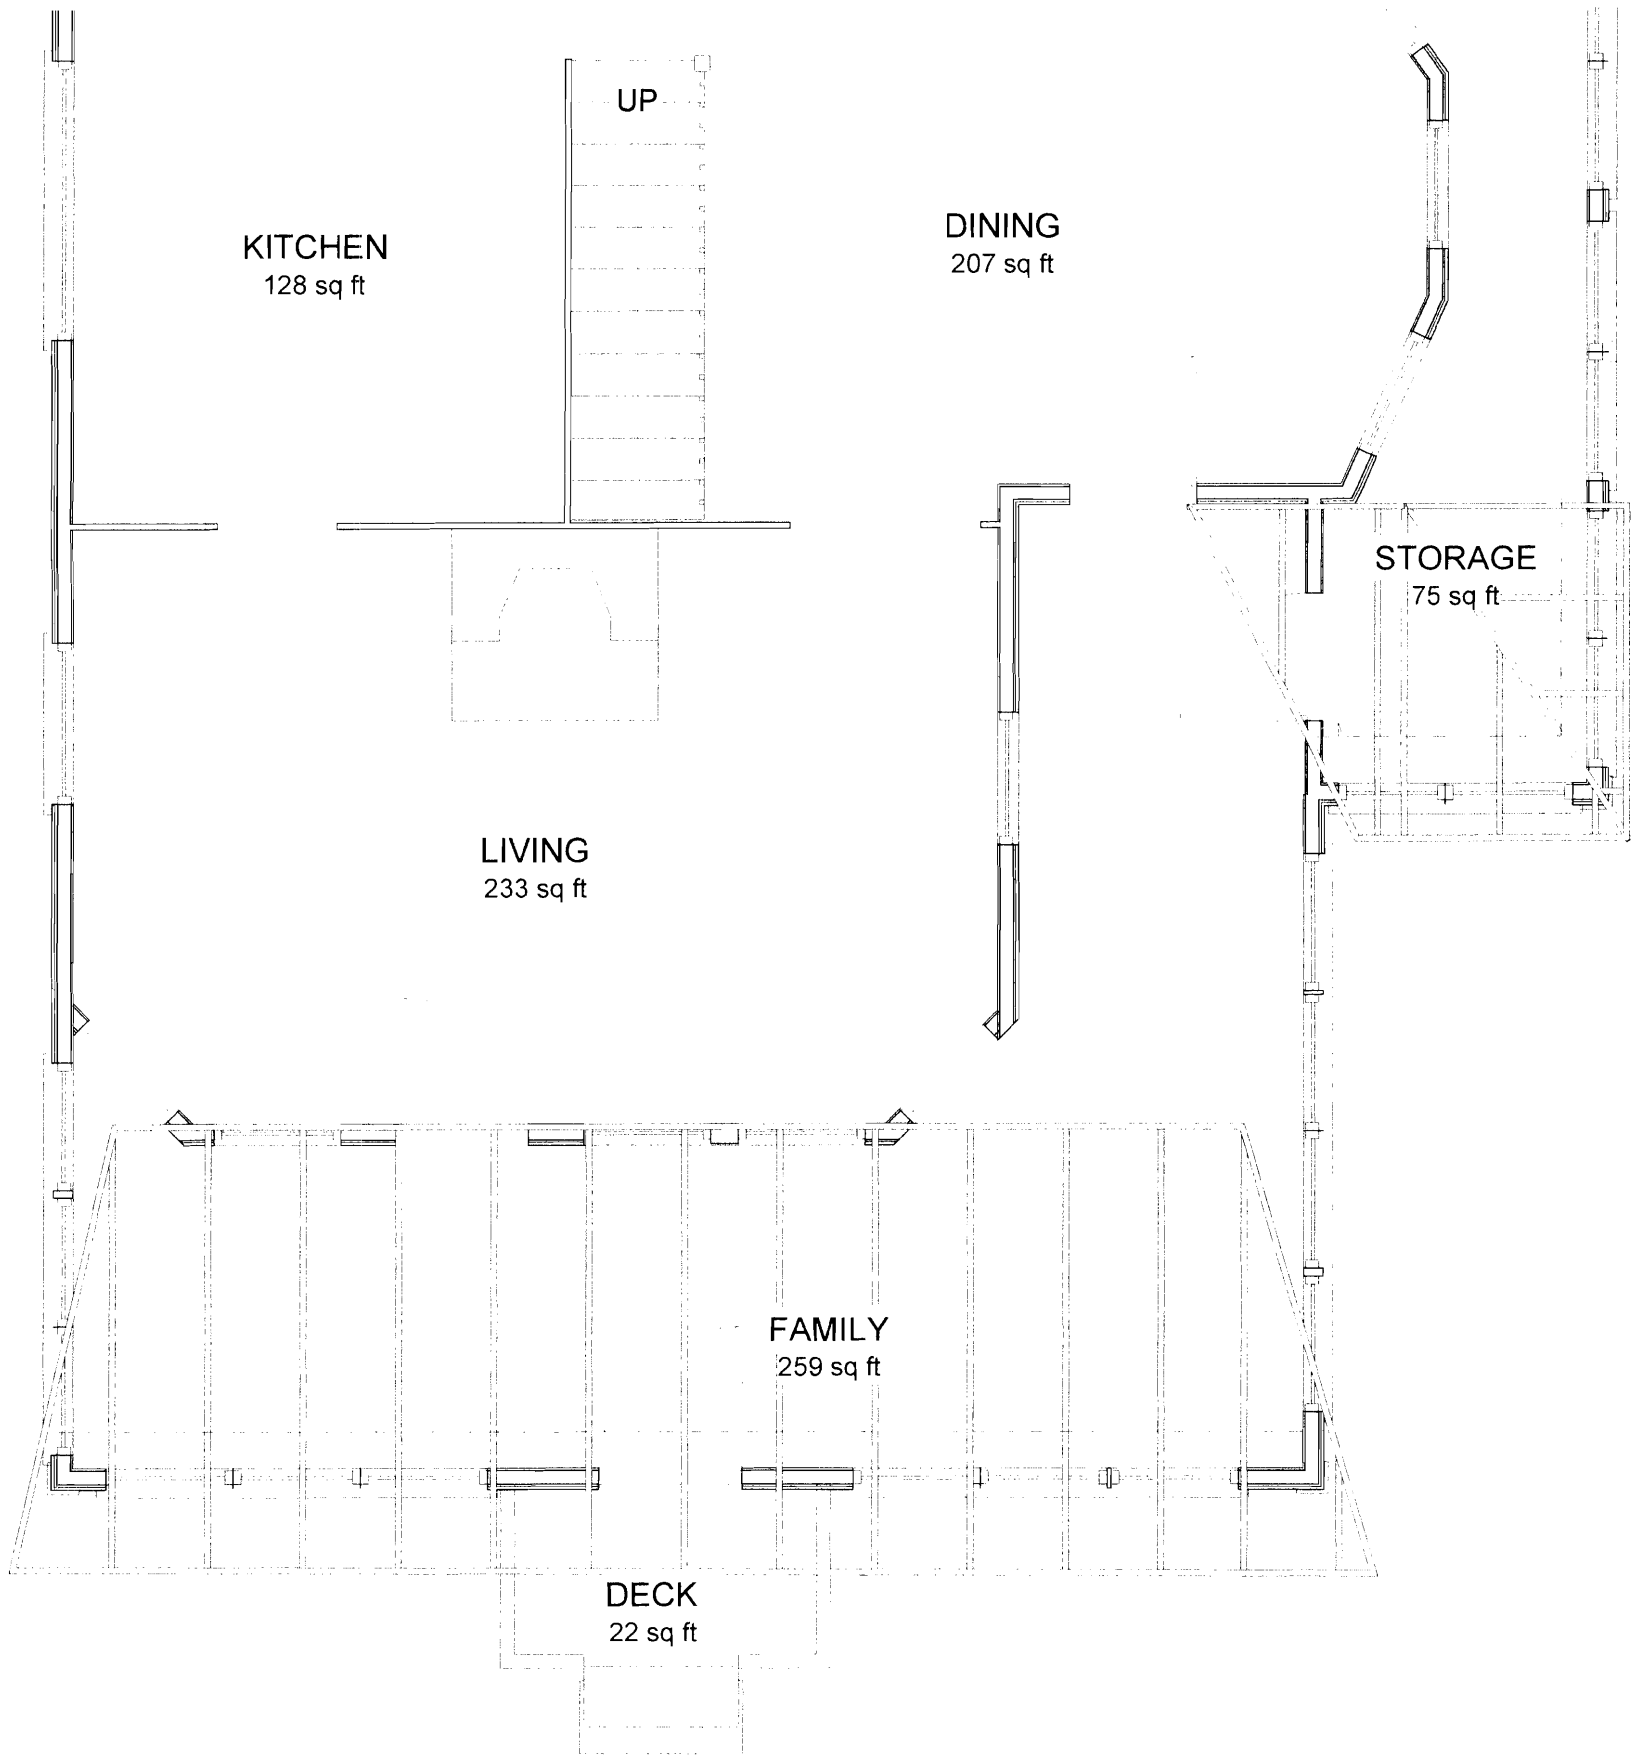 UP
KITCHEN
128 sq ft
DINING
207 sq ft
STORAGE
75 sq ft
LIVING
233 sq ft
FAMILY
259 sq ft
DECK
22 sq ft